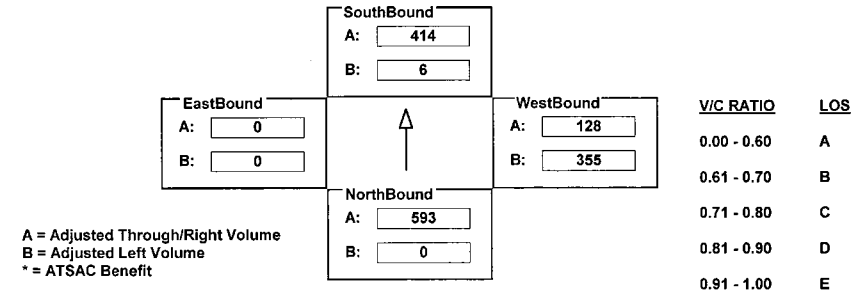 SouthBound
A: 414
B: 6
EastBound
A: 0
B: 0
WestBound
A: 128
B: 355
NorthBound
A: 593
B: 0
A = Adjusted Through/Right Volume
B = Adjusted Left Volume
* = ATSAC Benefit
V/C RATIO LOS
0.00 - 0.60 A
0.61 - 0.70 B
0.71 - 0.80 C
0.81 - 0.90 D
0.91 - 1.00 E